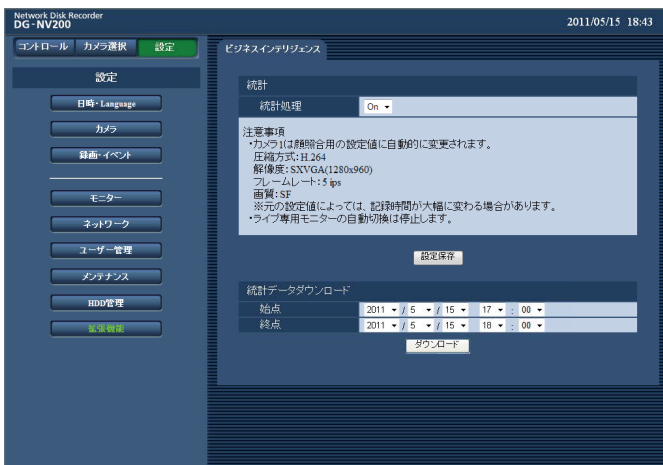 Network Disk Recorder
DG-NV200
2011/05/15 18:43
コントロール カメラ選択 設定
ビジネスインテリジェンス
設定
日時・Language
カメラ
録画・イベント
モニター
ネットワーク
ユーザー管理
メンテナンス
HDD管理
拡張機能
統計
統計処理 On
注意事項
・カメラ1は顔照合用の設定値に自動的に変更されます。
圧縮方式:H.264
解像度:SXVGA(1280x960)
フレームレート:5 ips
画質:SF
※元の設定値によっては、記録時間が大幅に変わる場合があります。
・ライブ専用モニターの自動切換は停止します。
設定保存
統計データダウンロード
始点 2011 / 5 / 15 17 : 00
終点 2011 / 5 / 15 18 : 00
ダウンロード